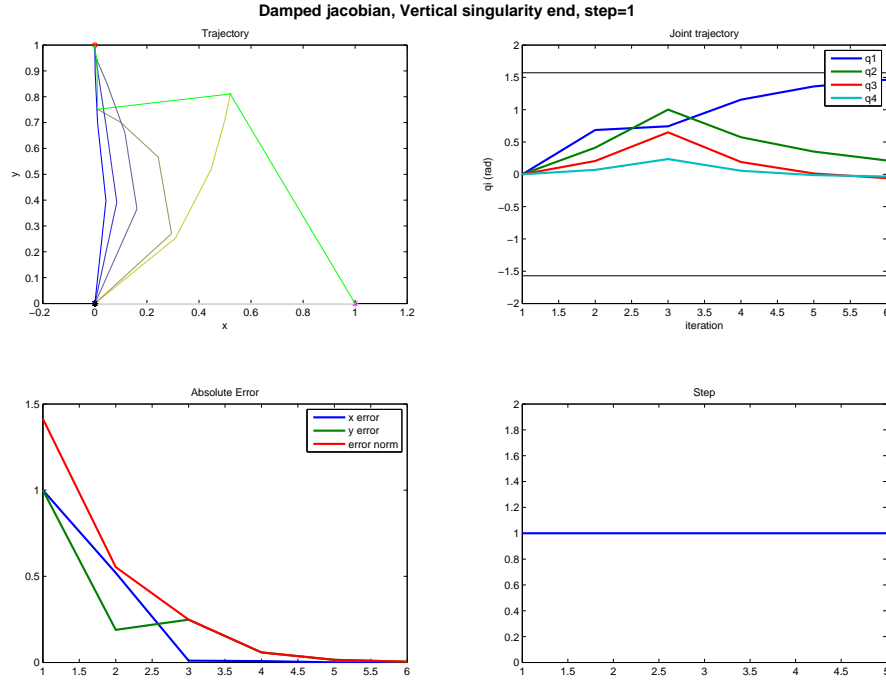 Damped jacobian, Vertical singularity end, step=1
Trajectory
1
0.9
0.8
0.7
0.6
0.5
0.4
0.3
0.2
0.1
0
y
−0.2 0 0.2 0.4 0.6 0.8 1 1.2
x
Joint trajectory
2
1.5
1
0.5
0
−0.5
−1
−1.5
−2
qi (rad)
q1
q2
q3
q4
1 1.5 2 2.5 3 3.5 4 4.5 5 5.5 6
iteration
Absolute Error
1.5
1
0.5
0
x error
y error
error norm
1 1.5 2 2.5 3 3.5 4 4.5 5 5.5 6
Step
2
1.8
1.6
1.4
1.2
1
0.8
0.6
0.4
0.2
0
1 1.5 2 2.5 3 3.5 4 4.5 5